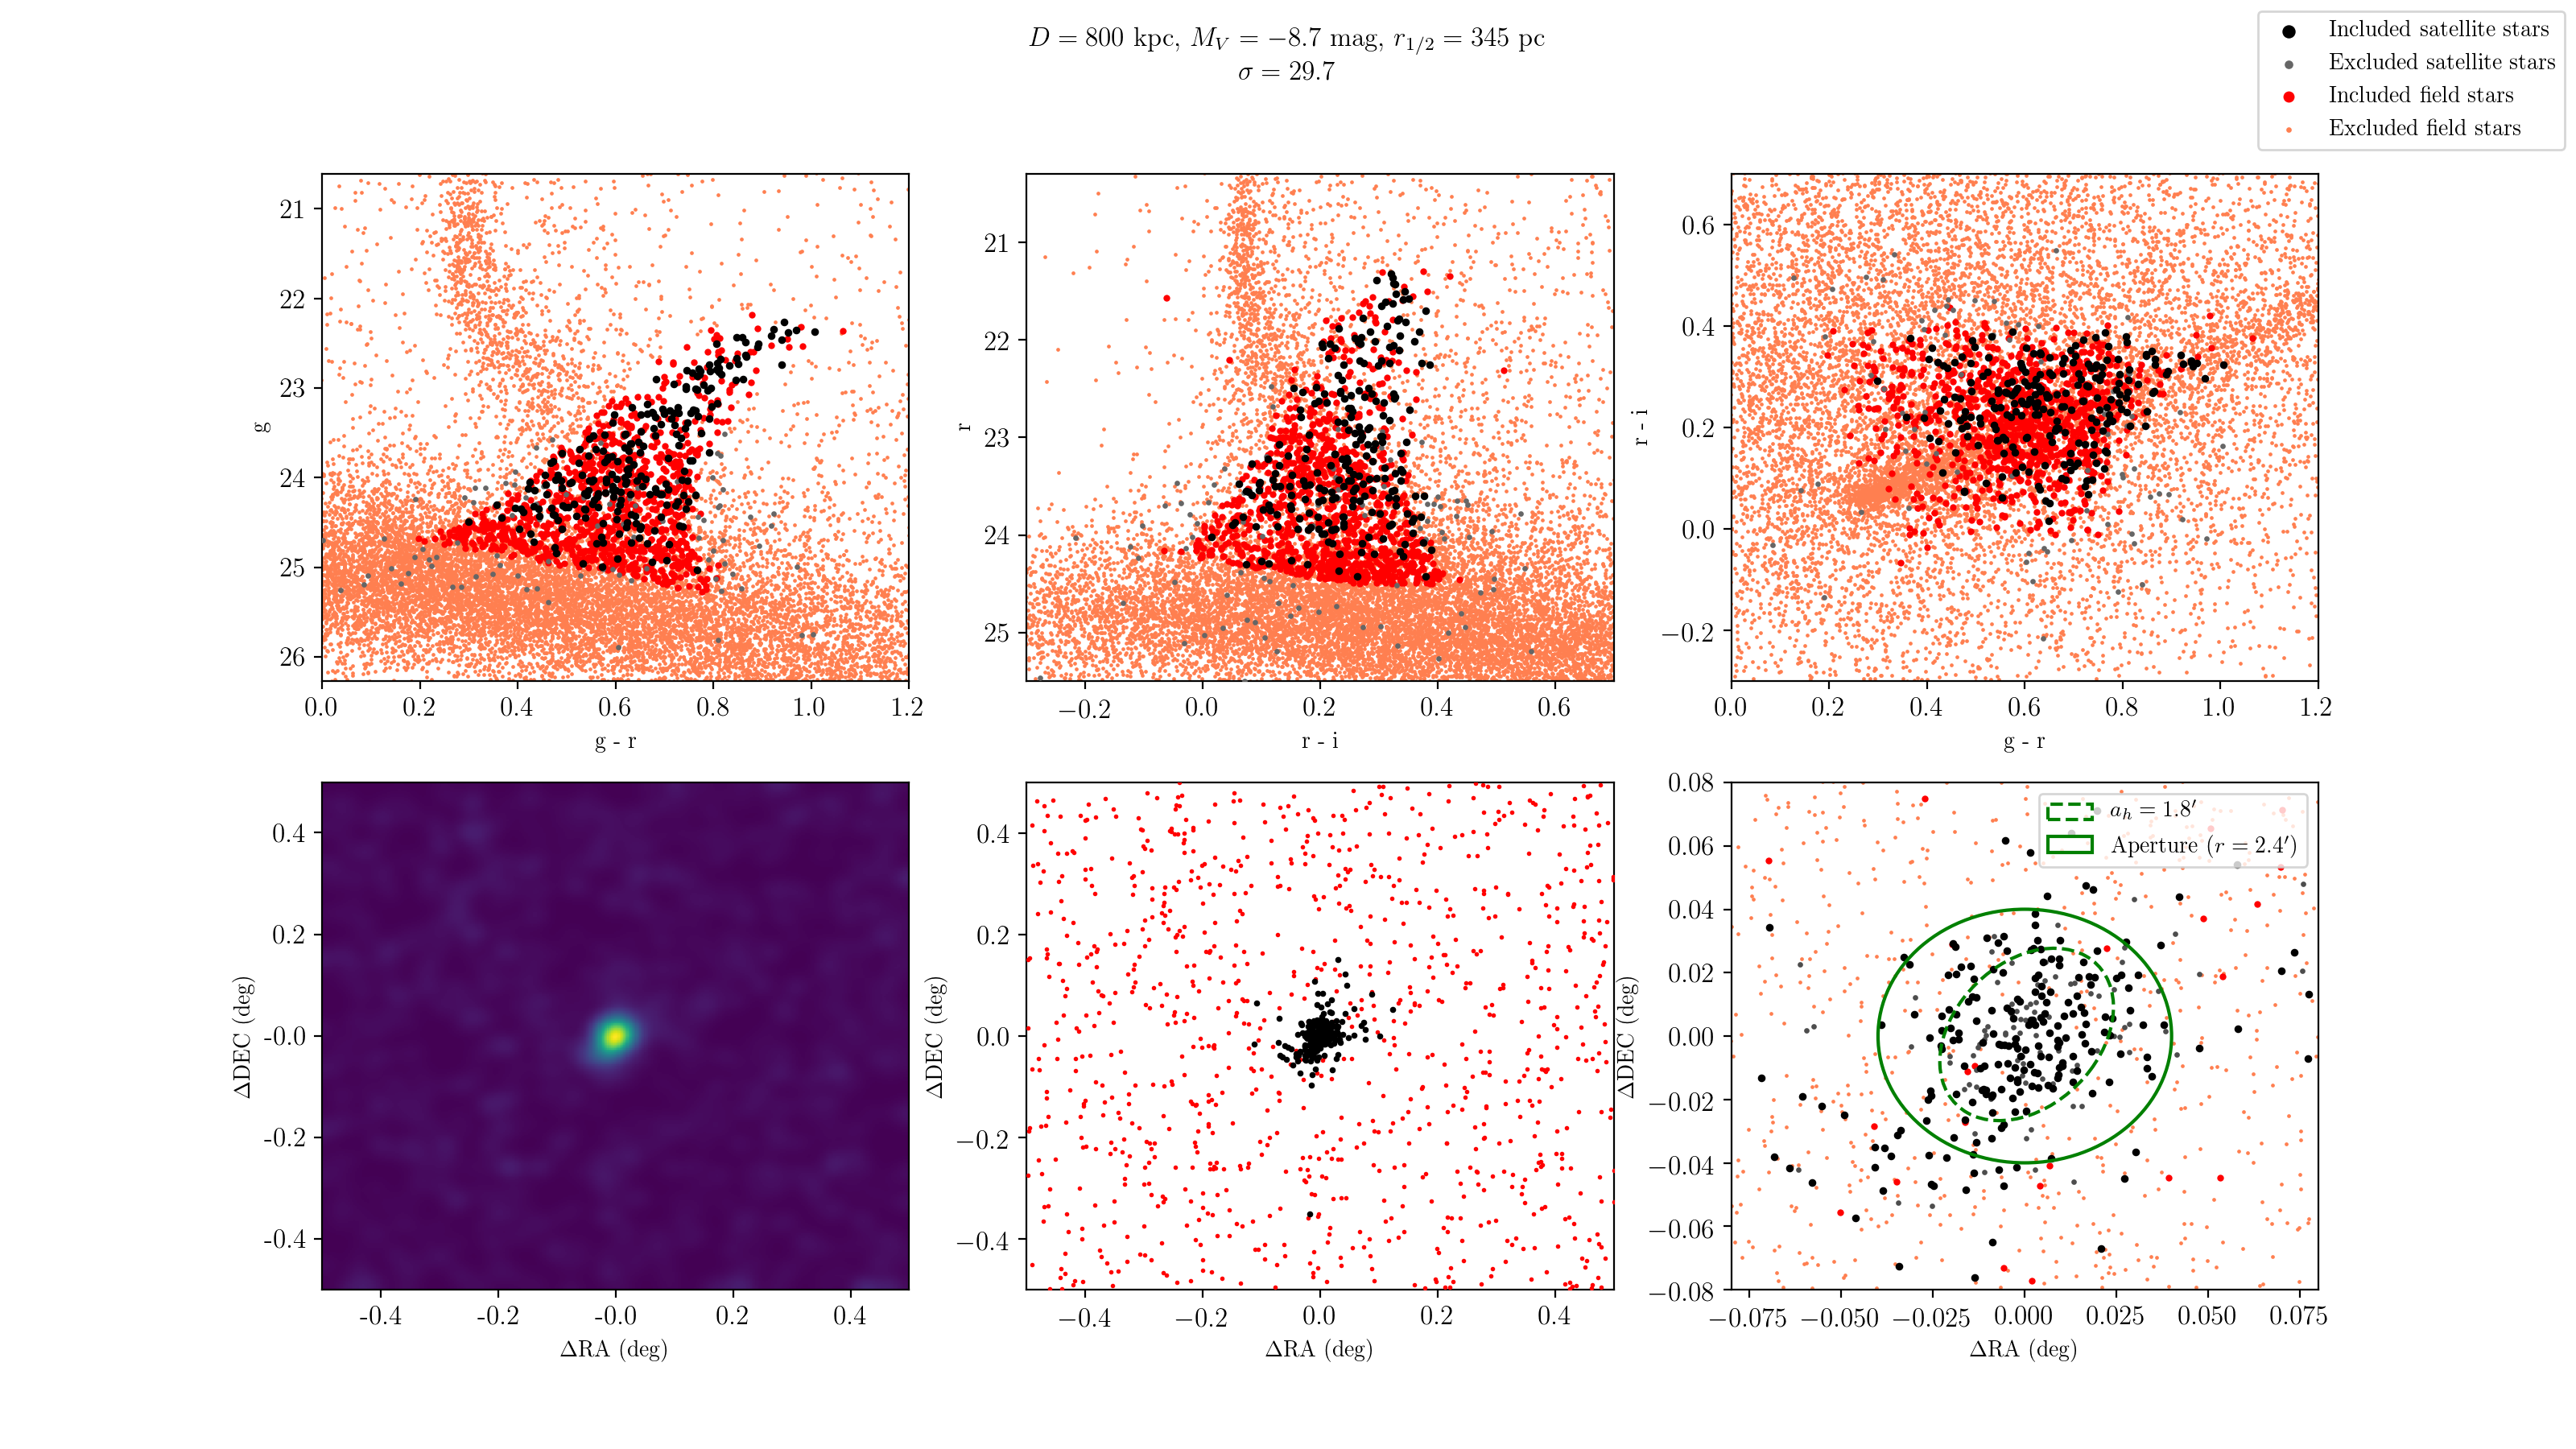 D = 800 kpc, M_V = −8.7 mag, r_{1/2} = 345 pc
σ = 29.7
Included satellite stars
Excluded satellite stars
Included field stars
Excluded field stars
21
22
23
24
25
26
g
0.0 0.2 0.4 0.6 0.8 1.0 1.2
g - r
21
22
23
24
25
r
−0.2 0.0 0.2 0.4 0.6
r - i
0.6
0.4
0.2
0.0
−0.2
r - i
0.0 0.2 0.4 0.6 0.8 1.0 1.2
g - r
0.4
0.2
-0.0
-0.2
-0.4
ΔDEC (deg)
-0.4 -0.2 -0.0 0.2 0.4
ΔRA (deg)
0.4
0.2
0.0
−0.2
−0.4
ΔDEC (deg)
−0.4 −0.2 0.0 0.2 0.4
ΔRA (deg)
a_h = 1.8′
Aperture (r = 2.4′)
0.08
0.06
0.04
0.02
0.00
−0.02
−0.04
−0.06
−0.08
ΔDEC (deg)
−0.075 −0.050 −0.025 0.000 0.025 0.050 0.075
ΔRA (deg)